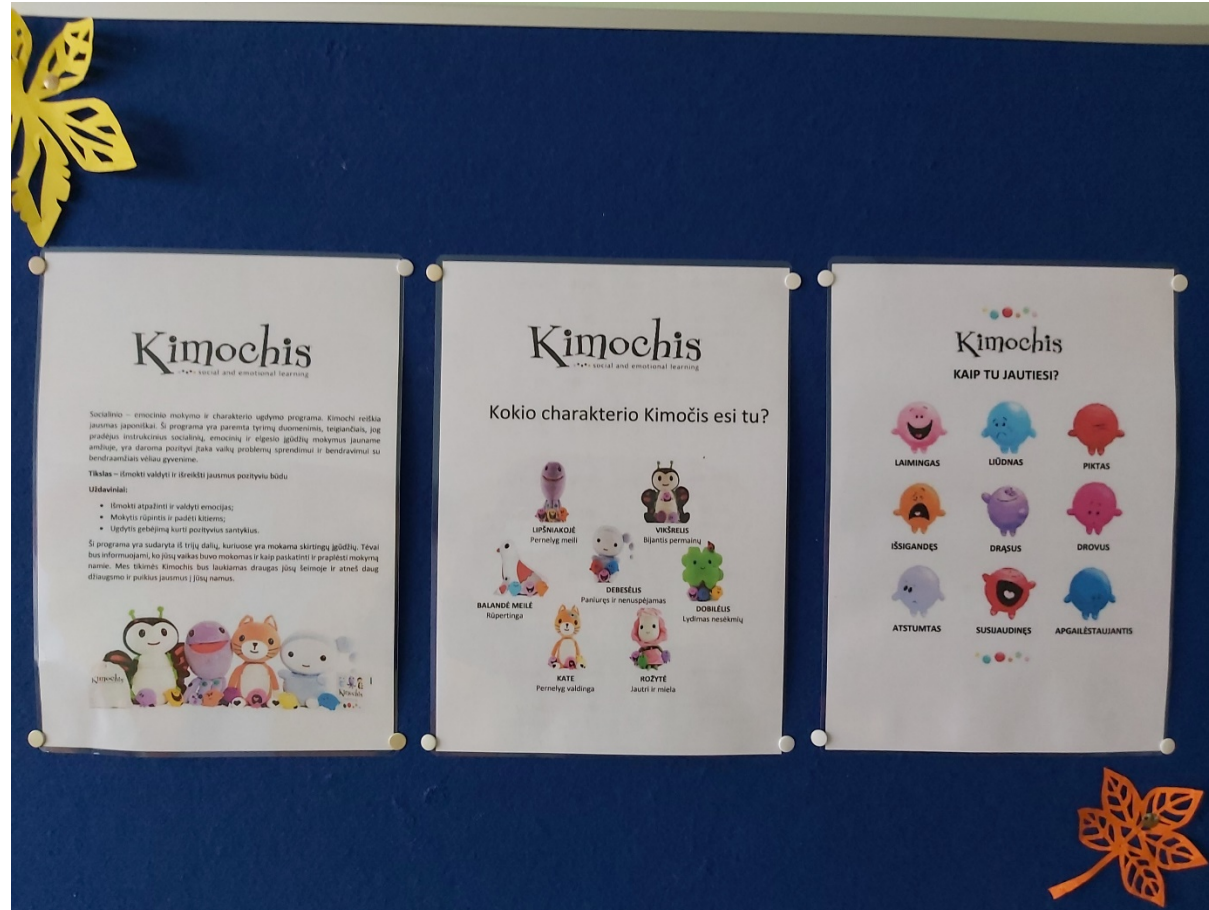 Kimochis
social and emotional learning
Socialinio – emocinio mokymo ir charakterio ugdymo programa. Kimochi reiškia
jausmas japoniškai. Ši programa yra paremta tyrimų duomenimis, teigiančiais, jog
pradėjus instrukcinius socialinių, emocinių ir elgesio įgūdžių mokymus jauname
amžiuje, yra daroma pozityvi įtaka vaikų problemų sprendimui ir bendravimui su
bendraamžiais vėliau gyvenime.
Tikslas – išmokti valdyti ir išreikšti jausmus pozityviu būdu
Uždaviniai:
• Išmokti atpažinti ir valdyti emocijas;
• Mokytis rūpintis ir padėti kitiems;
• Ugdytis gebėjimą kurti pozityvius santykius.
Ši programa yra sudaryta iš trijų dalių, kuriuose yra mokama skirtingų įgūdžių. Tėvai
bus informuojami, ko jūsų vaikas buvo mokomas ir kaip paskatinti ir praplėsti mokymą
namie. Mes tikimės Kimochis bus laukiamas draugas jūsų šeimoje ir atneš daug
džiaugsmo ir puikius jausmus į jūsų namus.
Kimochis
Kimochis
Kimochis
social and emotional learning
Kokio charakterio Kimočis esi tu?
LIPŠNIAKOJĖ
Pernelyg meili
VIKŠRELIS
Bijantis permainų
BALANDĖ MEILĖ
Rūpertinga
DEBESĖLIS
Paniuręs ir nenuspėjamas
DOBILĖLIS
Lydimas nesėkmių
KATE
Pernelyg valdinga
ROŽYTĖ
Jautri ir miela
Kimochis
KAIP TU JAUTIESI?
LAIMINGAS
LIŪDNAS
PIKTAS
IŠSIGANDĘS
DRĄSUS
DROVUS
ATSTUMTAS
SUSIJAUDINĘS
APGAILĖSTAUJANTIS